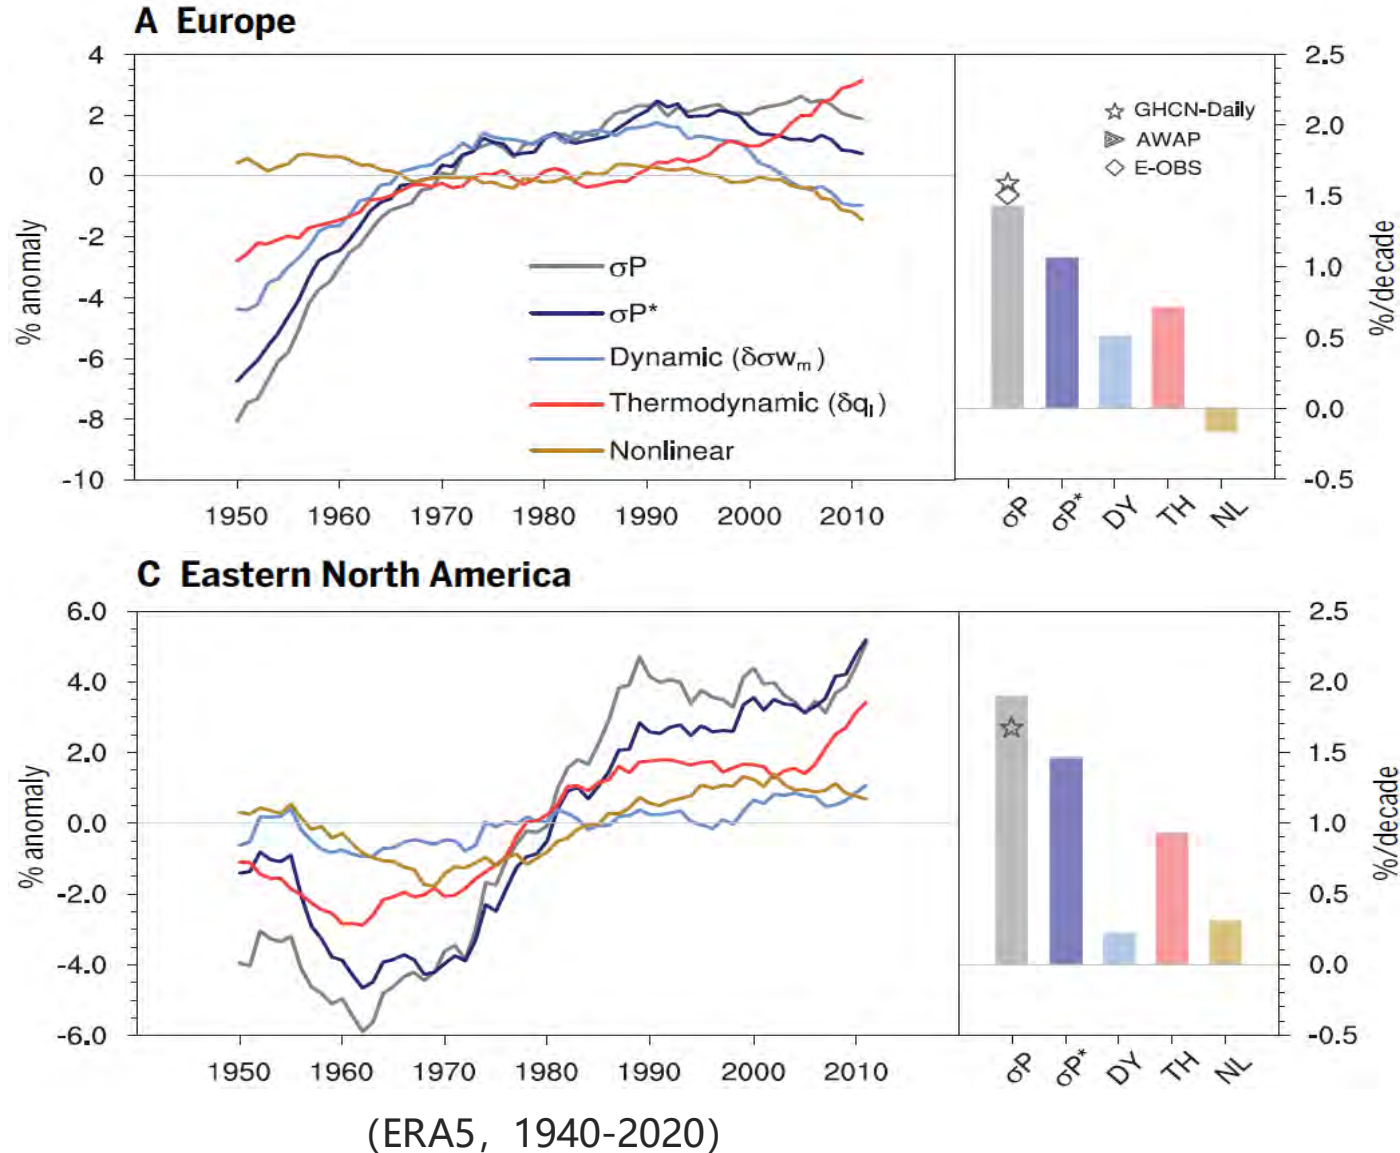 A Europe
4
2
0
-2
-4
-6
-8
-10
% anomaly
σP
σP*
Dynamic (δσwₘ)
Thermodynamic (δqₗ)
Nonlinear
1950 1960 1970 1980 1990 2000 2010
GHCN-Daily
AWAP
E-OBS
2.5
2.0
1.5
1.0
0.5
0.0
-0.5
%/decade
σP σP* DY TH NL
C Eastern North America
6.0
4.0
2.0
0.0
-2.0
-4.0
-6.0
% anomaly
1950 1960 1970 1980 1990 2000 2010
2.5
2.0
1.5
1.0
0.5
0.0
-0.5
%/decade
σP σP* DY TH NL
(ERA5, 1940-2020)